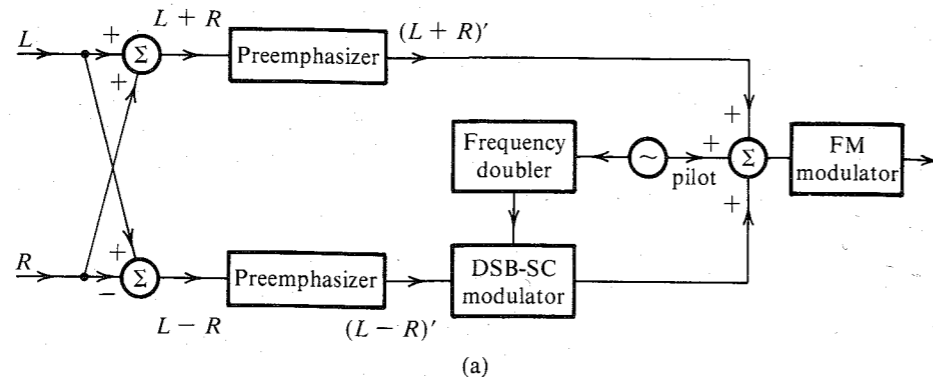 L
+
Σ
L + R
Preemphasizer
(L + R)′
+
+
Frequency
doubler
~
pilot
+
Σ
FM
modulator
+
R
+
−
Σ
L − R
Preemphasizer
(L − R)′
DSB-SC
modulator
(a)